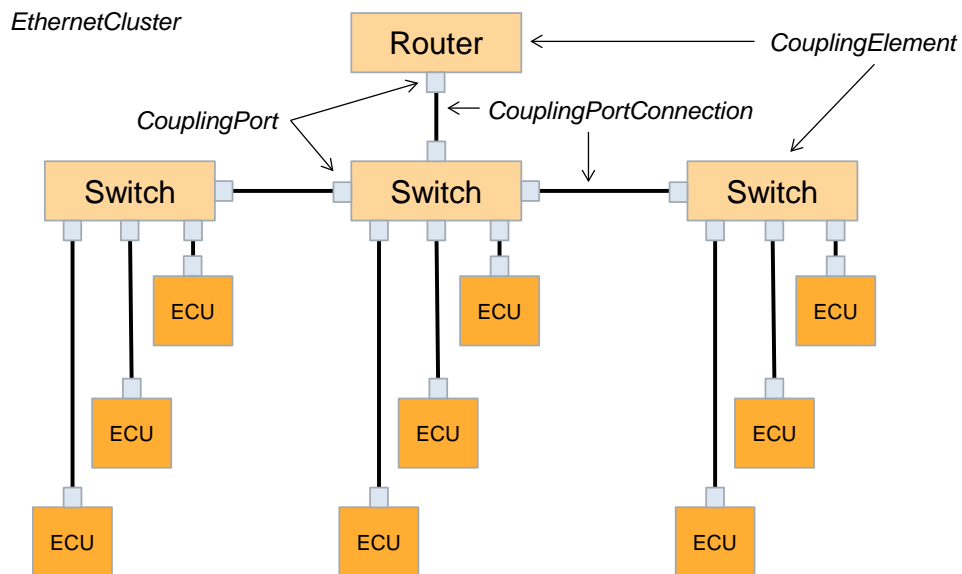 EthernetCluster
Router
CouplingElement
CouplingPort
CouplingPortConnection
Switch
Switch
Switch
ECU
ECU
ECU
ECU
ECU
ECU
ECU
ECU
ECU